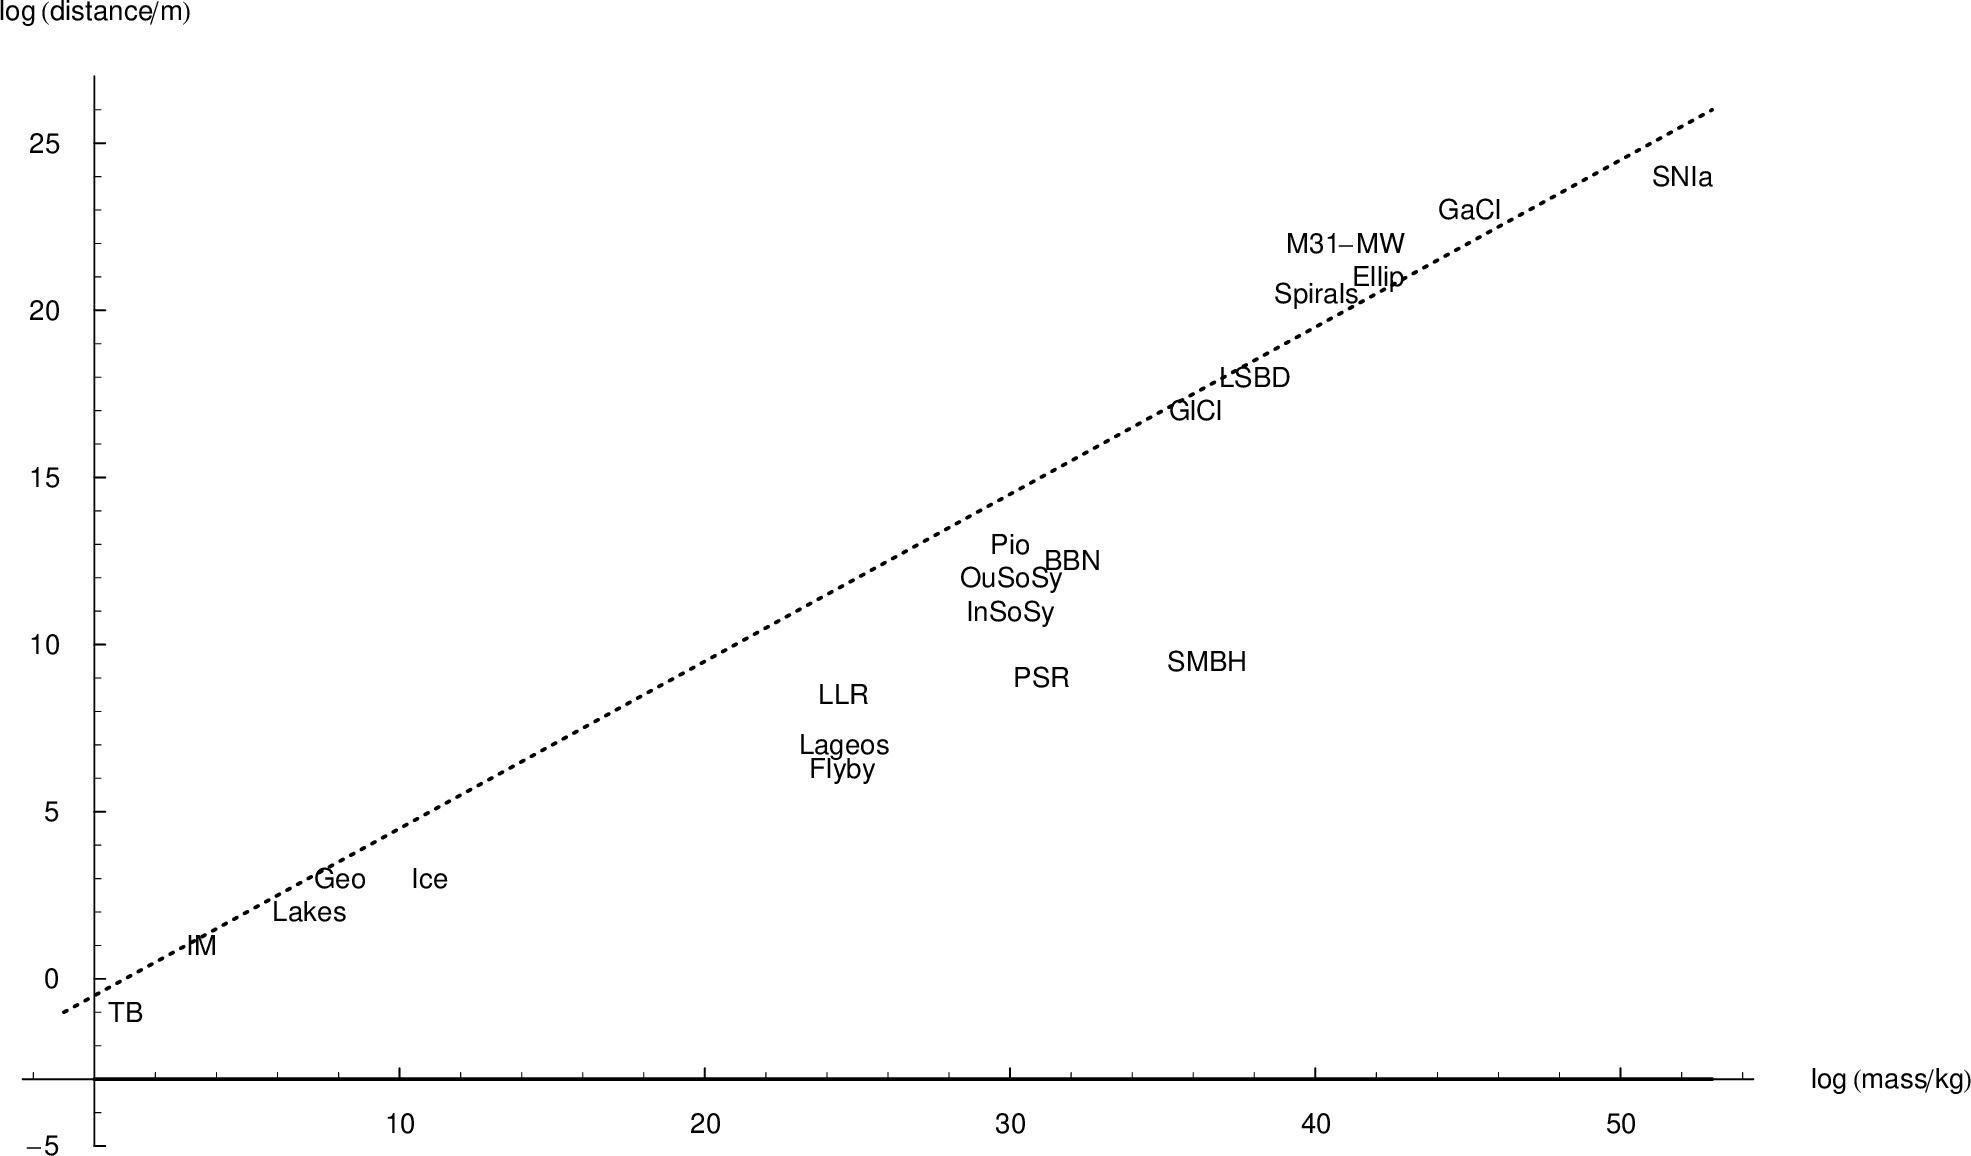 log (distance/m)
25
SNIa
GaCl
M31−MW
Ellip
20
Spirals
LSBD
GlCl
15
Pio
BBN
OuSoSy
InSoSy
10
SMBH
PSR
LLR
Lageos
Flyby
5
Geo
Ice
Lakes
IM
0
TB
log (mass/kg)
10
20
30
40
50
−5